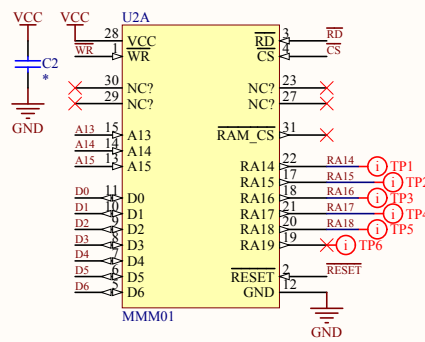 VCC VCC U2A
28 VCC RD 3 RD
WR 1 WR CS 4 CS
C2
*
30 NC? NC? 23
29 NC? NC? 27
GND
A13 15 A13 RAM_CS 31
A14 14 A14
A15 13 A15 RA14 22 RA14 i TP1
RA15 17 RA15 i TP2
D0 11 D0 RA16 18 RA16 i TP3
D1 10 D1 RA17 21 RA17 i TP4
D2 9 D2 RA18 20 RA18 i TP5
D3 8 D3 RA19 19 i TP6
D4 7 D4
D5 6 D5 RESET 2 RESET
D6 5 D6 GND 12
MMM01
GND